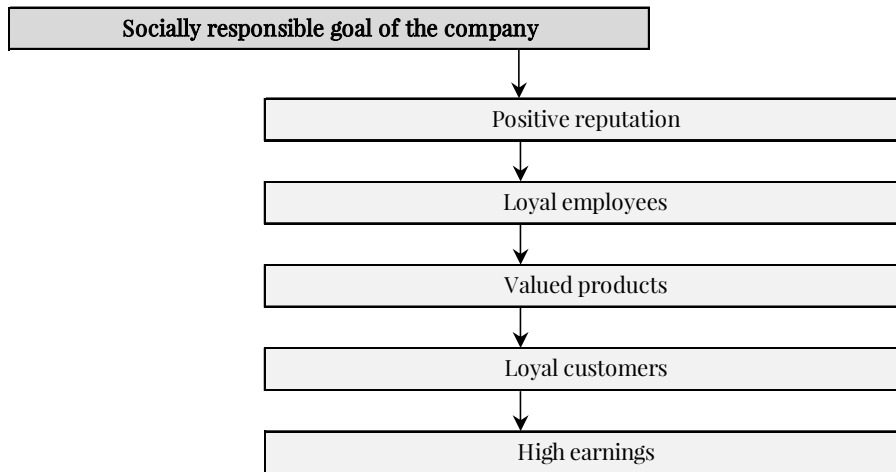 Socially responsible goal of the company
Positive reputation
Loyal employees
Valued products
Loyal customers
High earnings